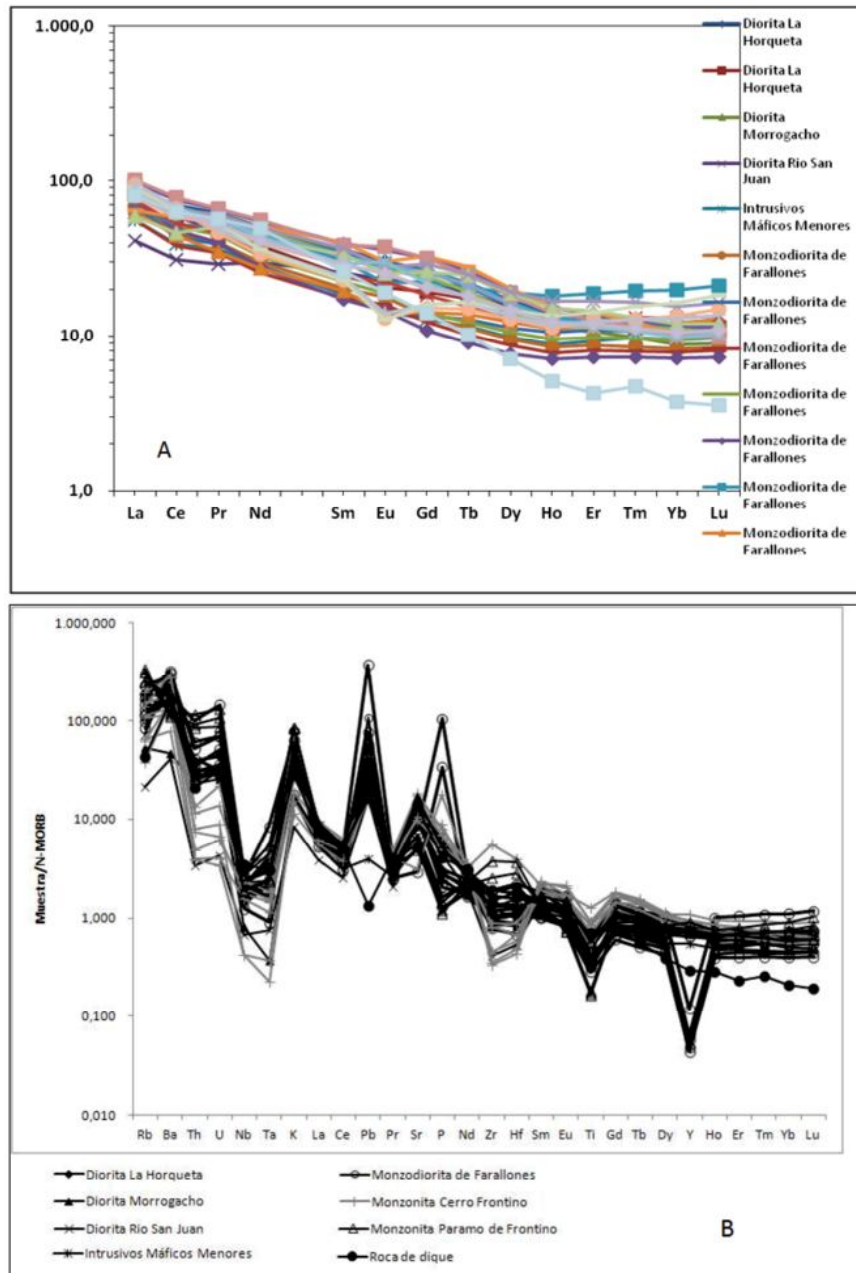 1.000,0
100,0
10,0
1,0
A
La Ce Pr Nd Sm Eu Gd Tb Dy Ho Er Tm Yb Lu
Diorita La
Horqueta
Diorita La
Horqueta
Diorita
Morrogacho
Diorita Rio San
Juan
Intrusivos
Máficos Menores
Monzodiorita de
Farallones
Monzodiorita de
Farallones
Monzodiorita de
Farallones
Monzodiorita de
Farallones
Monzodiorita de
Farallones
Monzodiorita de
Farallones
Monzodiorita de
Farallones
Muestra/N-MORB
1.000,000
100,000
10,000
1,000
0,100
0,010
Rb Ba Th U Nb Ta K La Ce Pb Pr Sr P Nd Zr Hf Sm Eu Ti Gd Tb Dy Y Ho Er Tm Yb Lu
Diorita La Horqueta
Diorita Morrogacho
Diorita Rio San Juan
Intrusivos Máficos Menores
Monzodiorita de Farallones
Monzonita Cerro Frontino
Monzonita Paramo de Frontino
Roca de dique
B